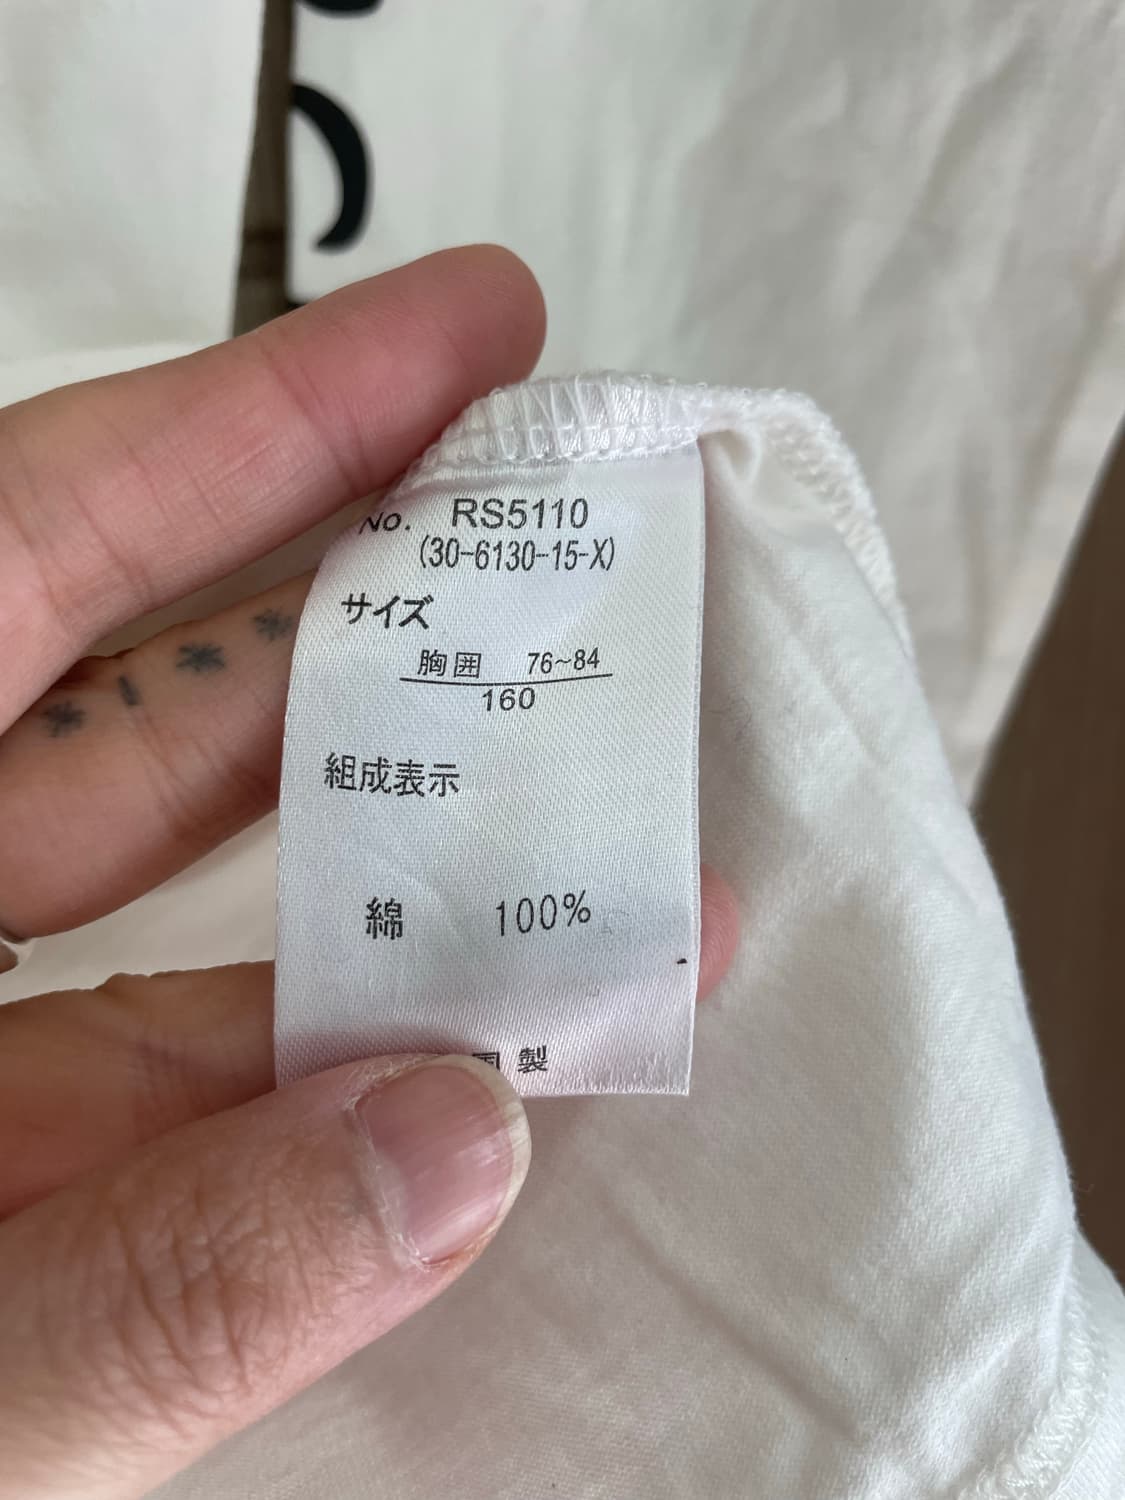 No. RS5110
(30-6130-15-X)
サイズ
胸囲 76~84
160
組成表示
綿 100%
国製